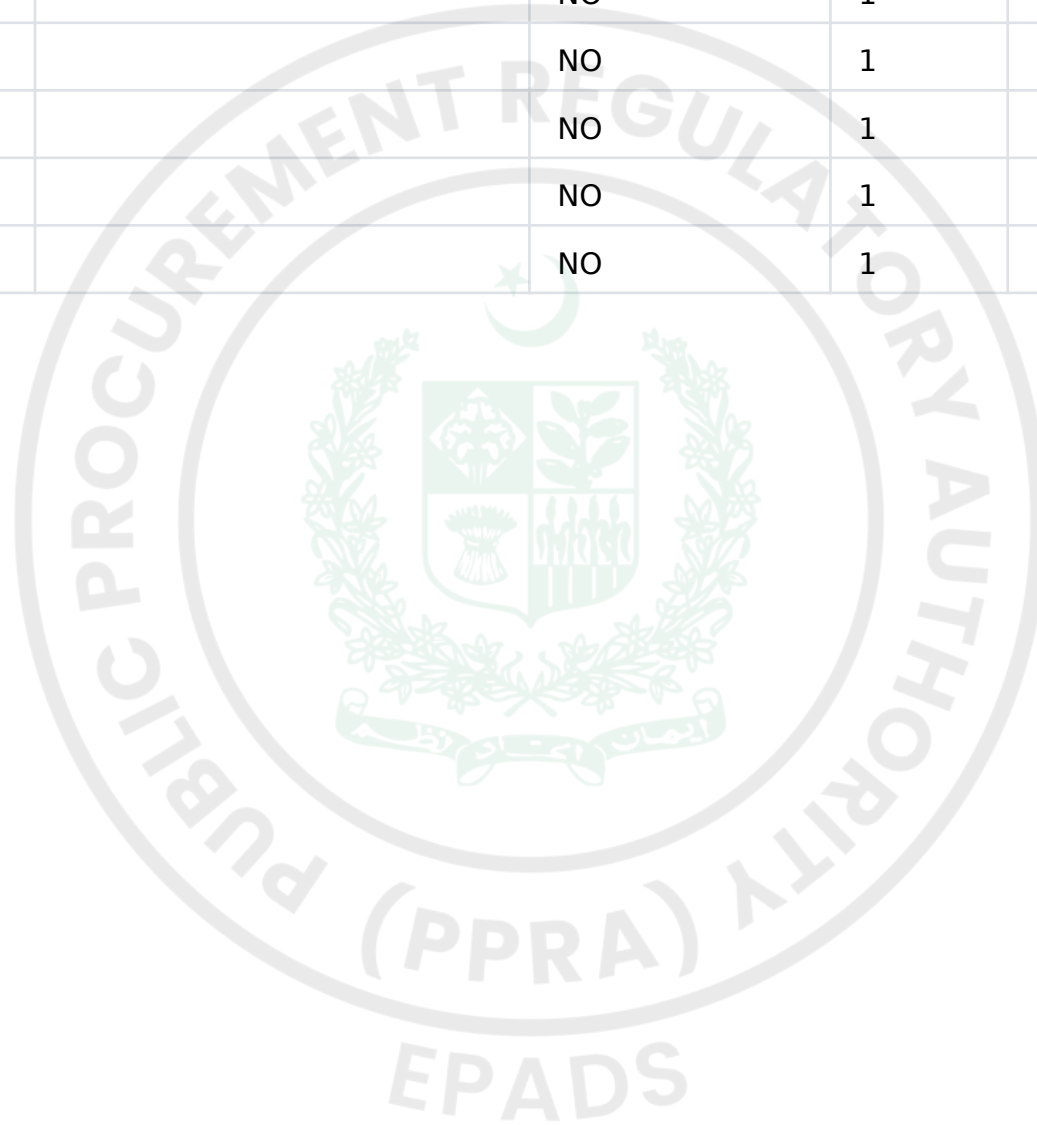 NO 1
NO 1
NO 1
NO 1
NO 1
PUBLIC PROCUREMENT REGULATORY AUTHORITY
(PPRA)
EPADS